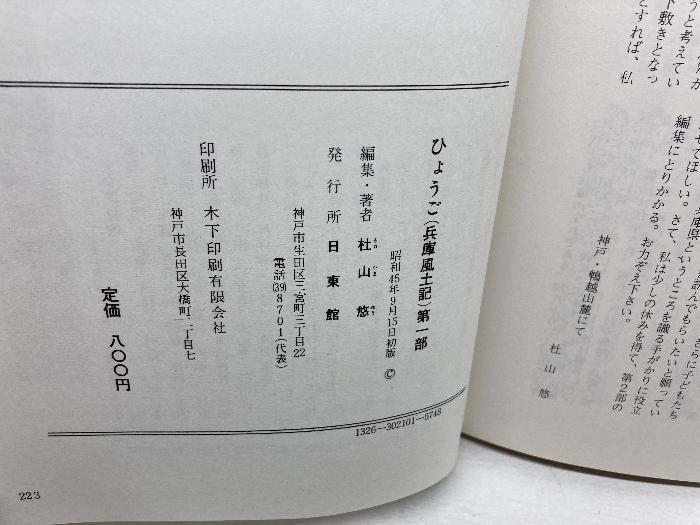 うと考えてい
下敷きとなっ
とすれば、私
兵庫県というところを識る手がかりに役立
せてほしい。さて、私は少しの休みを得て、第2部の
編集にとりかかる。お力ぞえ下さい。
神戸・鵯越山麓にて
杜山悠
ひょうご(兵庫風土記)第一部
昭和45年9月15日初版 ©
編集・著者 杜山悠
発行所 日東館
神戸市生田区三宮町三丁目22
電話(39)8701(代表)
印刷所 木下印刷有限会社
神戸市長田区大橋町一丁目七
定価 八〇〇円
1326—302101—5748
223